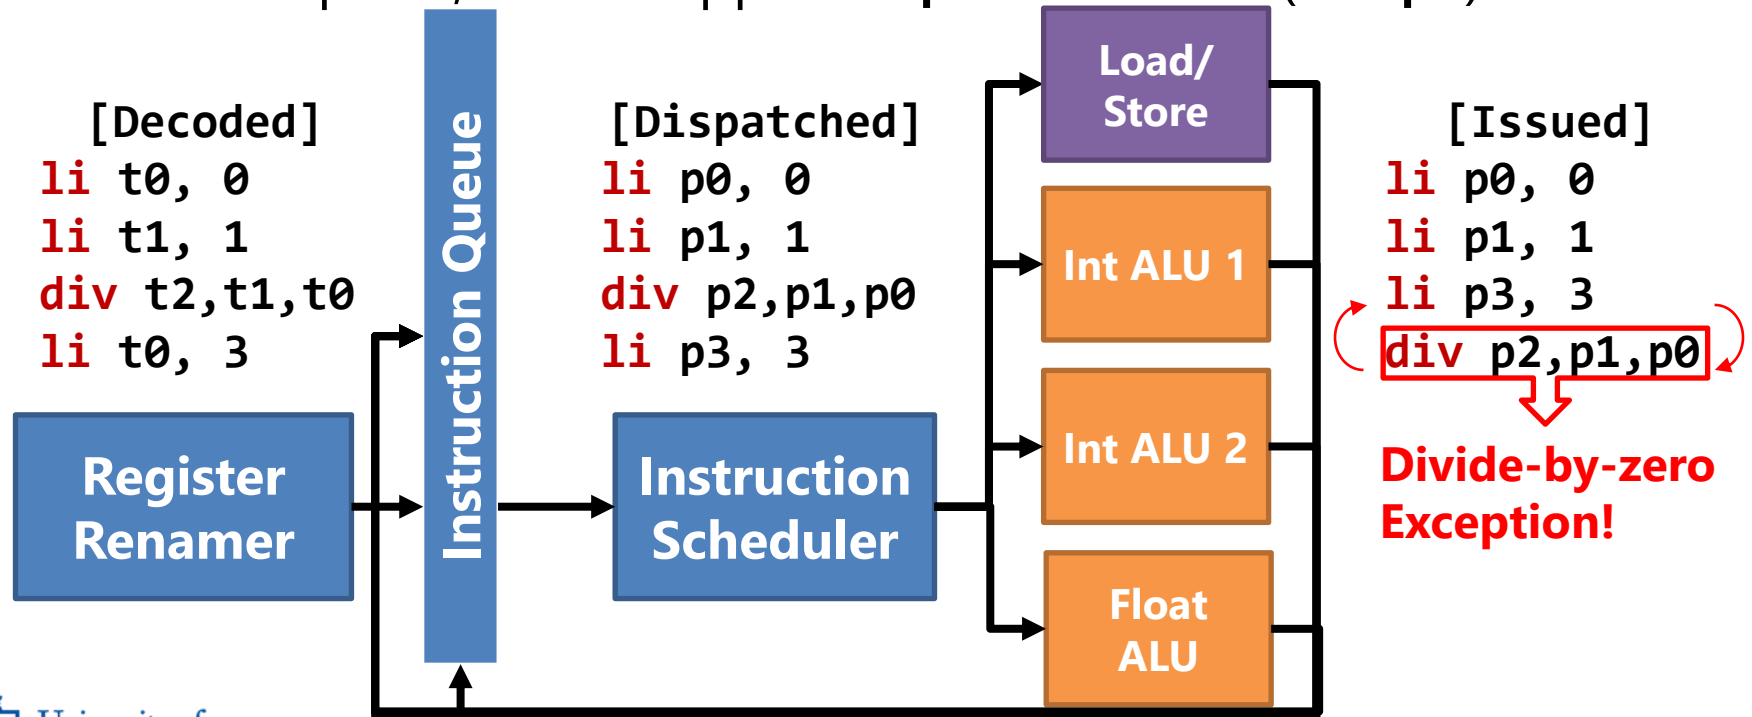 [Decoded]
li t0, 0
li t1, 1
div t2,t1,t0
li t0, 3
Register
Renamer
Instruction Queue
[Dispatched]
li p0, 0
li p1, 1
div p2,p1,p0
li p3, 3
Instruction
Scheduler
Load/
Store
Int ALU 1
Int ALU 2
Float
ALU
[Issued]
li p0, 0
li p1, 1
li p3, 3
div p2,p1,p0
Divide-by-zero
Exception!